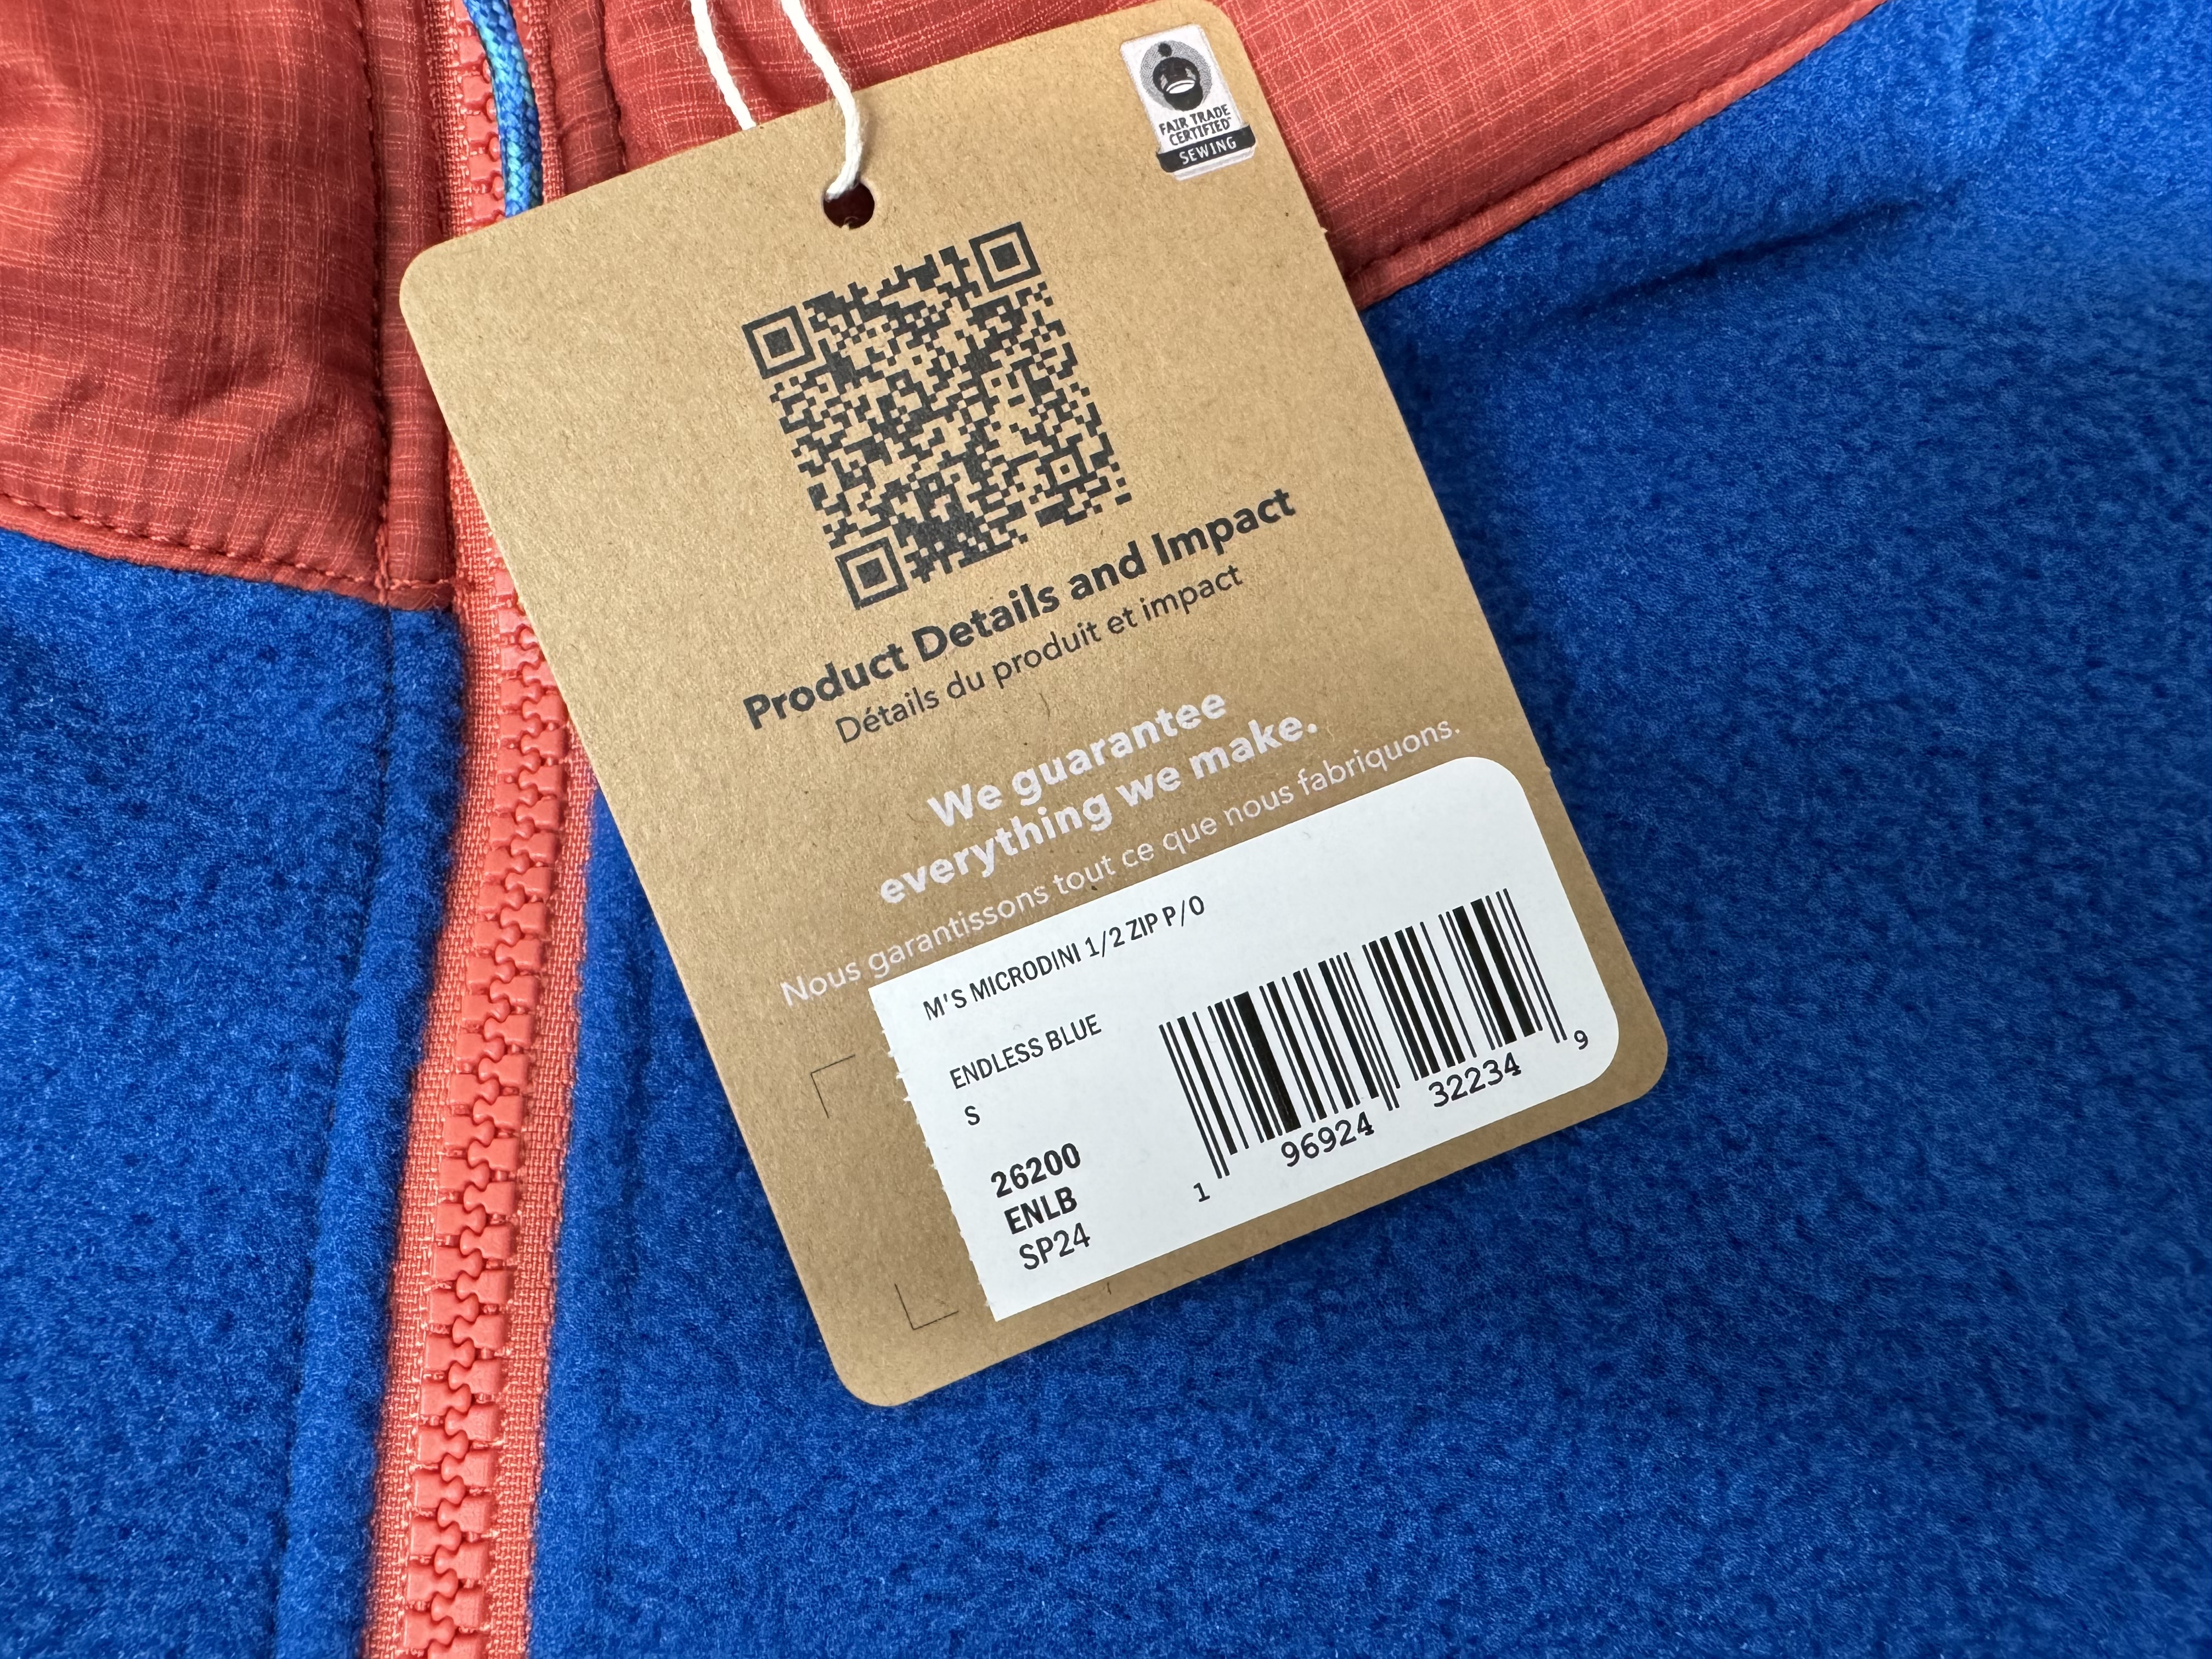 FAIR TRADE
CERTIFIED
SEWING
Product Details and Impact
Détails du produit et impact
We guarantee
everything we make.
Nous garantissons tout ce que nous fabriquons.
M'S MICRODINI 1/2 ZIP P/O
ENDLESS BLUE
S
26200
ENLB
SP24
1 96924 32234 9